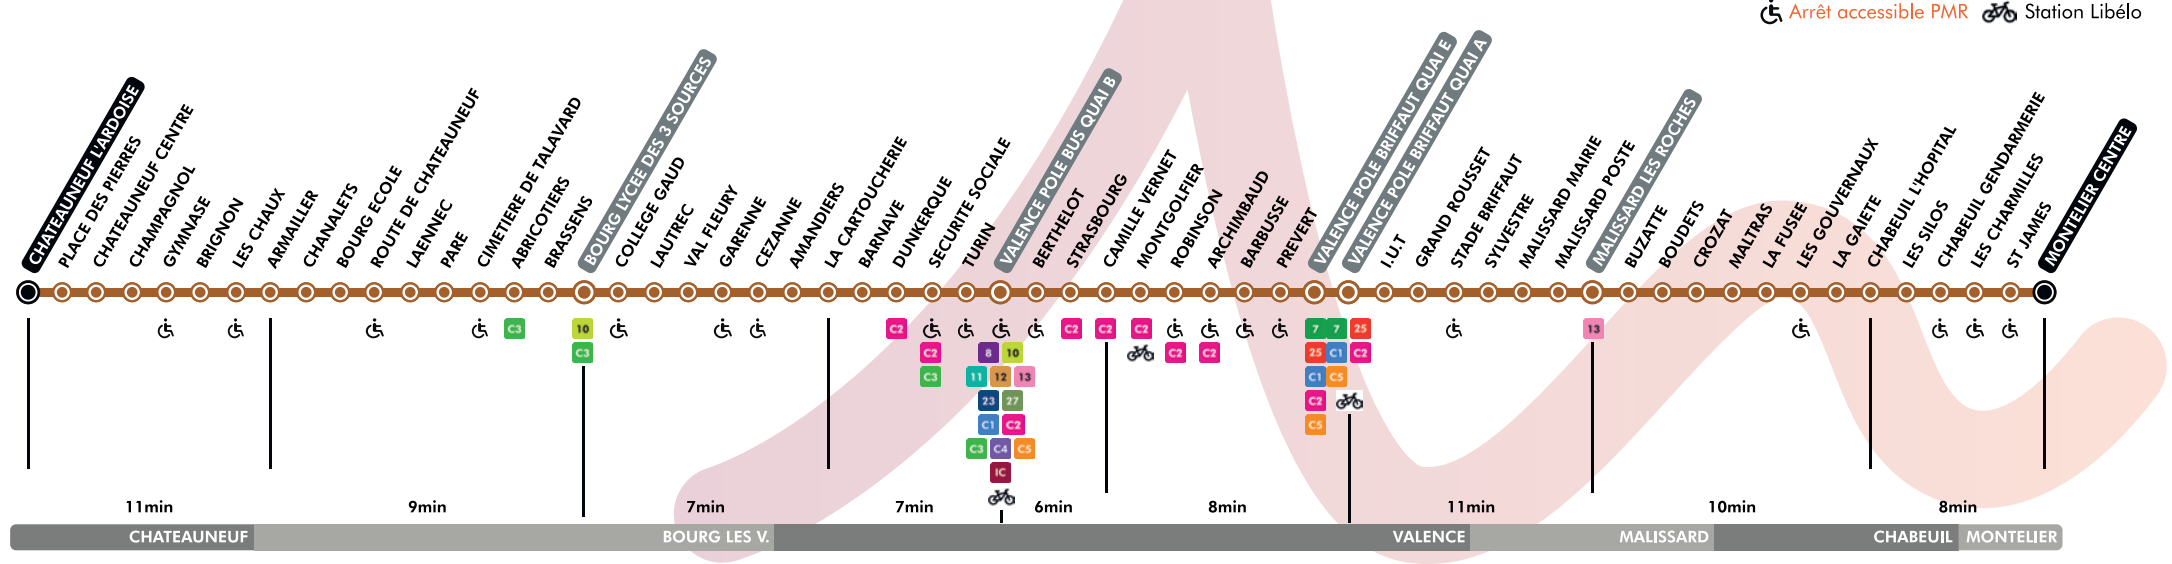 Arrêt accessible PMR
Station Libélo
CHATEAUNEUF L'ARDOISE
PLACE DES PIERRES
CHATEAUNEUF CENTRE
CHAMPAGNOL
GYMNASE
BRIGNON
LES CHAUX
ARMAILLER
CHANALETS
BOURG ECOLE
ROUTE DE CHATEAUNEUF
LAENNEC
PARE
CIMETIERE DE TALAVARD
ABRICOTIERS
BRASSENS
BOURG LYCEE DES 3 SOURCES
COLLEGE GAUD
LAUTREC
VAL FLEURY
GARENNE
CEZANNE
AMANDIERS
LA CARTOUCHERIE
BARNAVE
DUNKERQUE
SECURITE SOCIALE
TURIN
VALENCE POLE BUS QUAI B
BERTHELOT
STRASBOURG
CAMILLE VERNET
MONTGOLFIER
ROBINSON
ARCHIMBAUD
BARBUSSE
PREVERT
VALENCE POLE BRIFFAUT QUAI E
VALENCE POLE BRIFFAUT QUAI A
I.U.T
GRAND ROUSSET
STADE BRIFFAUT
SYLVESTRE
MALISSARD MAIRIE
MALISSARD POSTE
MALISSARD LES ROCHES
BUZATTE
BOUDETS
CROZAT
MALTRAS
LA FUSEE
LES GOUVERNAUX
LA GAIETE
CHABEUIL L'HOPITAL
LES SILOS
CHABEUIL GENDARMERIE
LES CHARMILLES
ST JAMES
MONTELIER CENTRE
C3
10
C3
C2
C2
C3
8 10
11 12 13
23 27
C1 C2
C3 C4 C5
IC
C2
C2
C2
C2
C2
7 7 25
25 C1 C2
C1 C5
C2
C5
13
11min
9min
7min
7min
6min
8min
11min
10min
8min
CHATEAUNEUF
BOURG LES V.
VALENCE
MALISSARD
CHABEUIL
MONTELIER